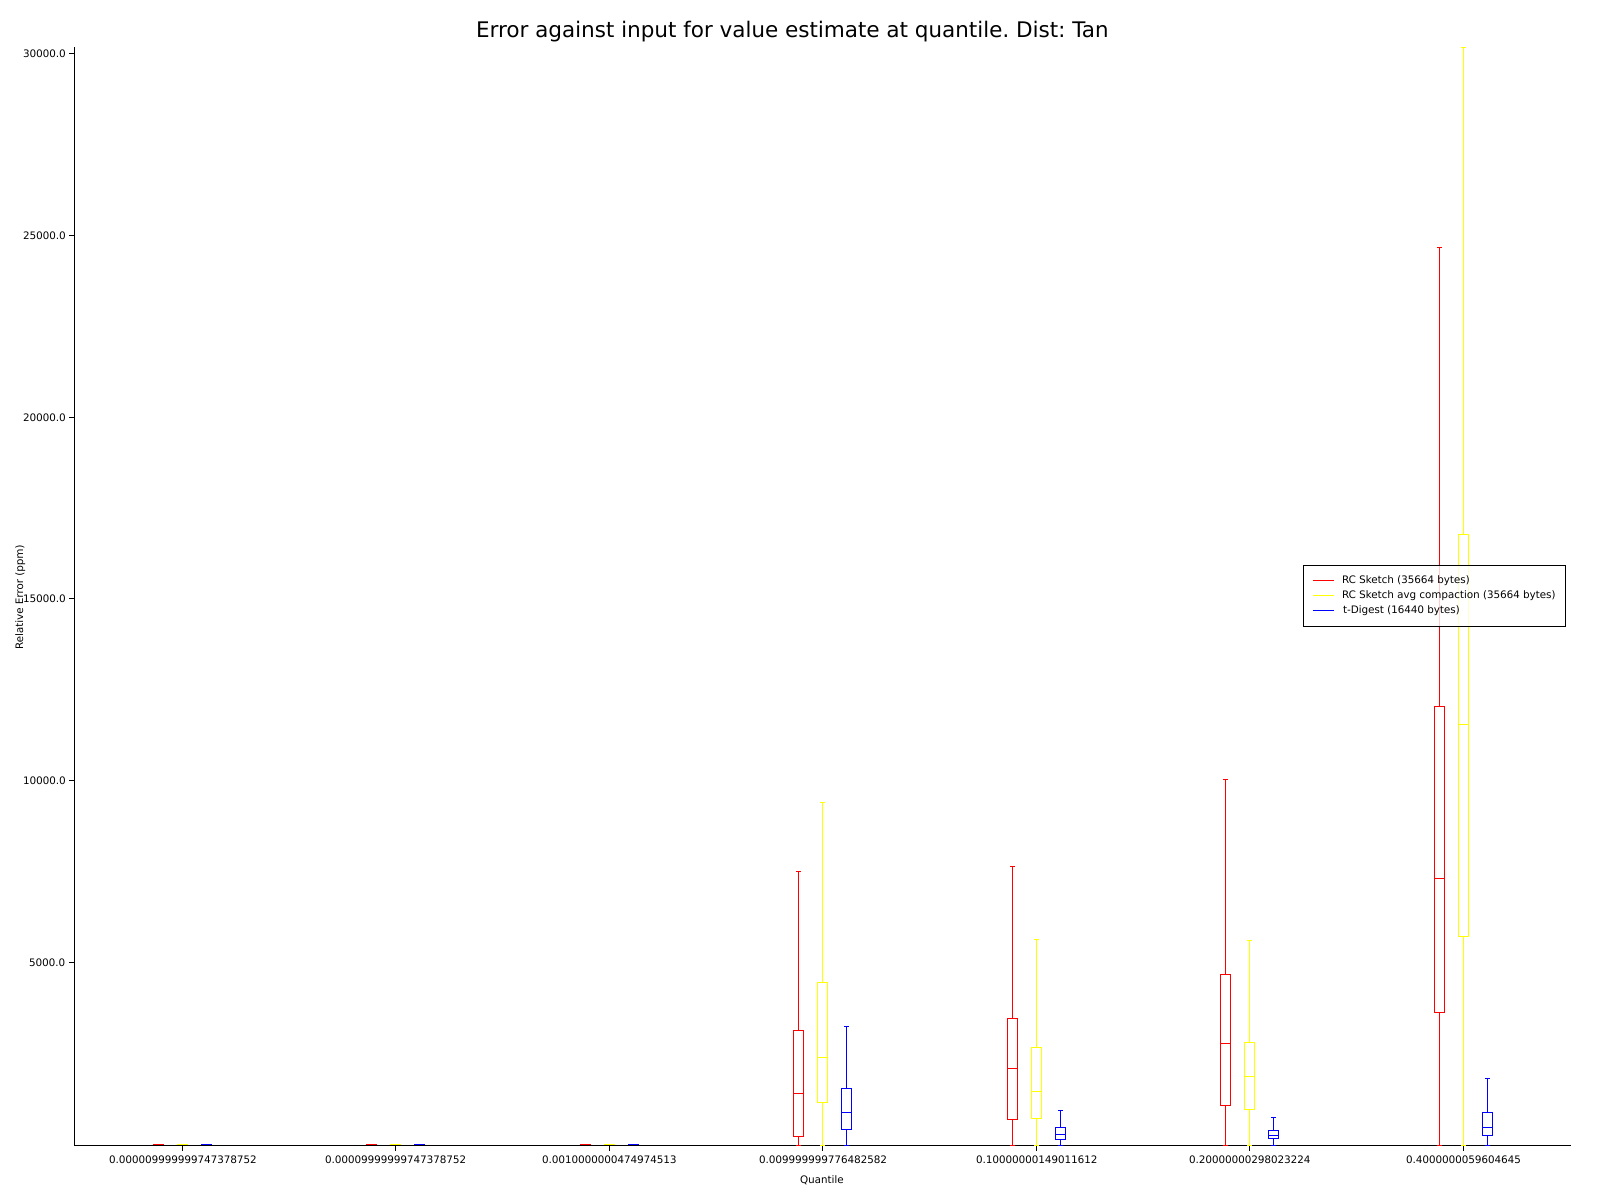 Error against input for value estimate at quantile. Dist: Tan
30000.0
25000.0
20000.0
15000.0
10000.0
5000.0
Relative Error (ppm)
RC Sketch (35664 bytes)
RC Sketch avg compaction (35664 bytes)
t-Digest (16440 bytes)
0.000009999999747378752
0.00009999999747378752
0.001000000474974513
0.009999999776482582
0.10000000149011612
0.20000000298023224
0.4000000059604645
Quantile